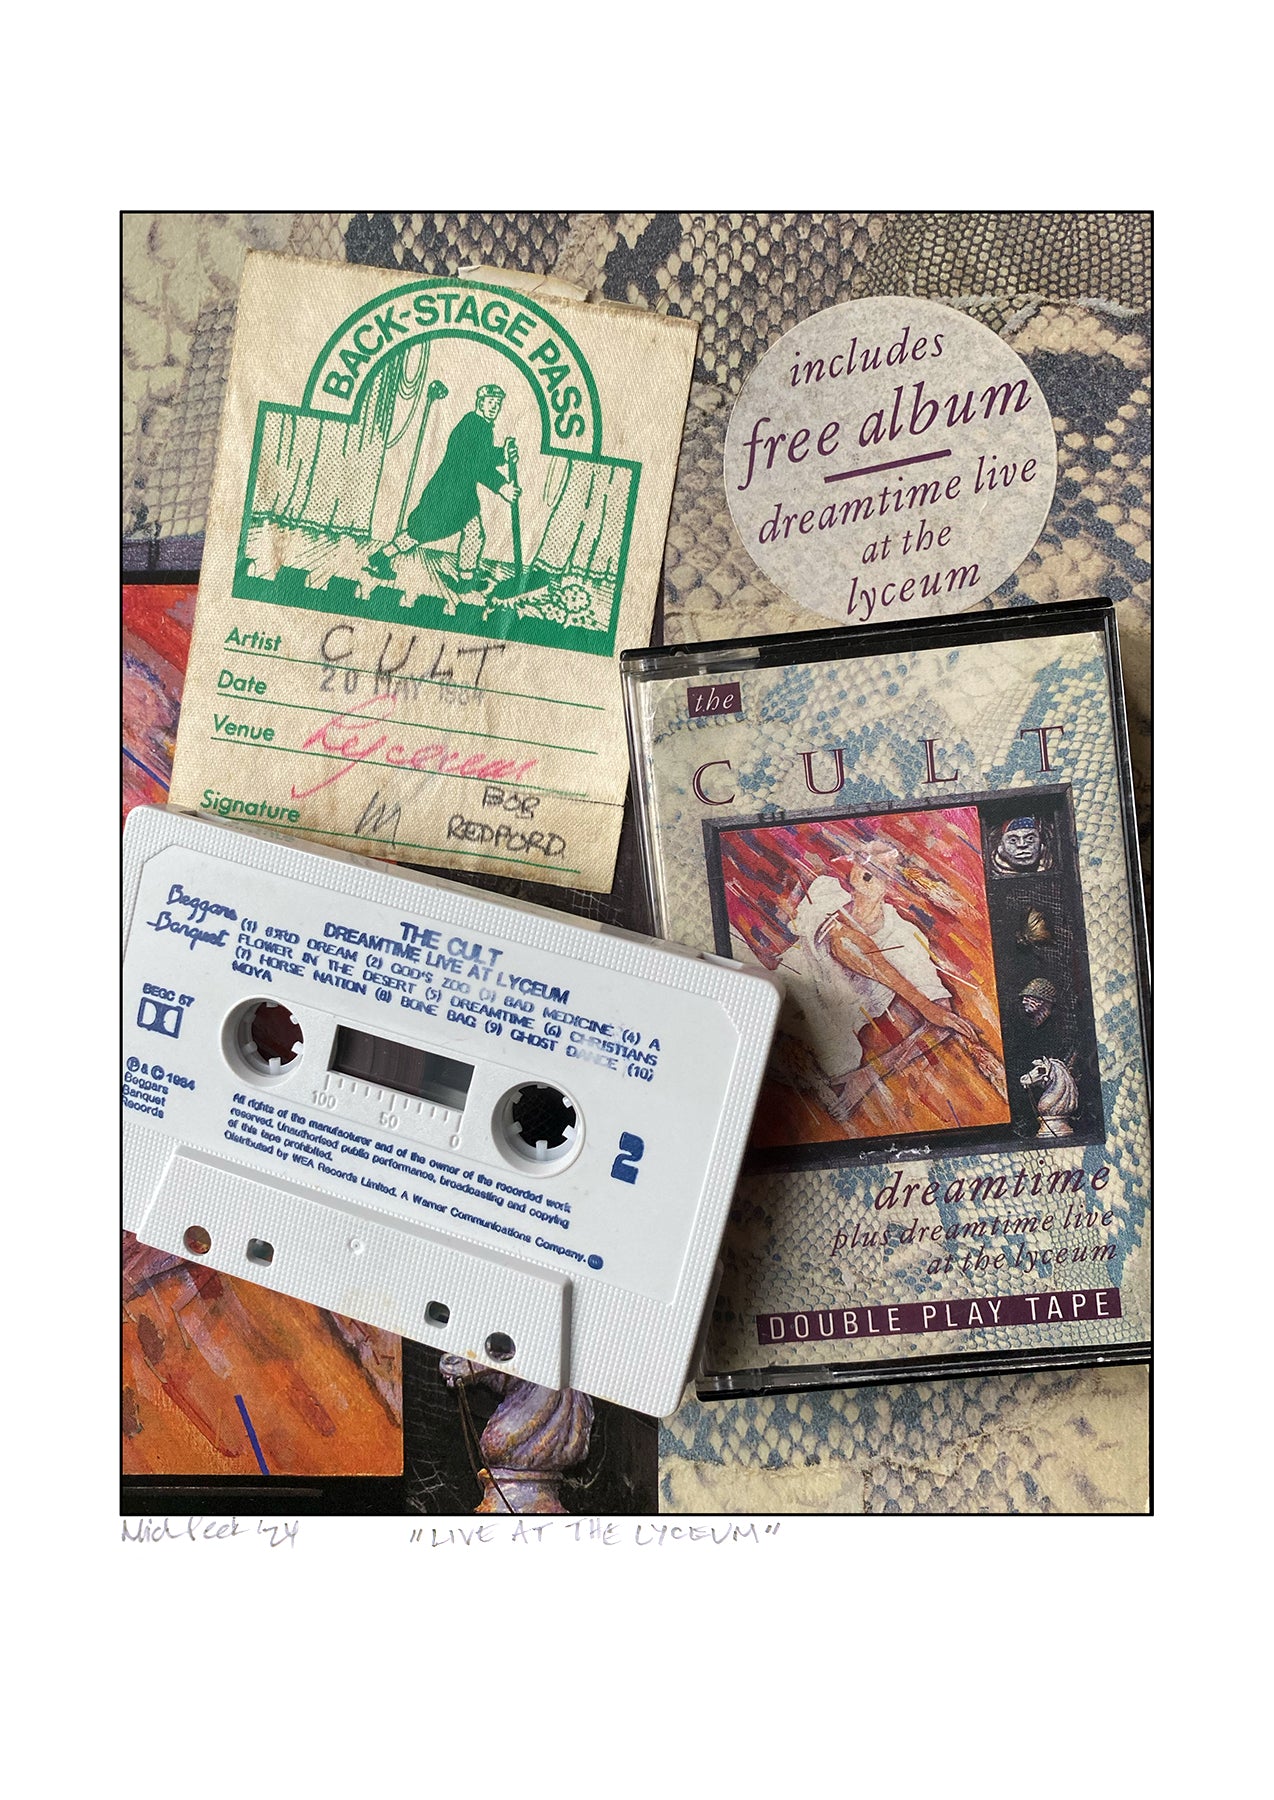 BACK-STAGE PASS
Artist CULT
Date 20 MAY 1984
Venue Lyceum
Signature M BOB
REDFORD
includes
free album
dreamtime live
at the
lyceum
the
CULT
dreamtime
plus dreamtime live
at the lyceum
DOUBLE PLAY TAPE
Beggars
Banquet
THE CULT
DREAMTIME LIVE AT LYCEUM
(1) 69RD DREAM (2) GOD'S ZOO (3) BAD MEDICINE (4) A
FLOWER IN THE DESERT (5) DREAMTIME (6) CHRISTIANS
(7) HORSE NATION (8) BONE BAG (9) GHOST DANCE (10)
MOYA
BEGC 57
℗ & © 1984
Beggars
Banquet
Records
100 50 0
2
All rights of the manufacturer and of the owner of the recorded work
reserved. Unauthorised public performance, broadcasting and copying
of this tape prohibited.
Distributed by WEA Records Limited. A Warner Communications Company.
'24 "LIVE AT THE LYCEUM"